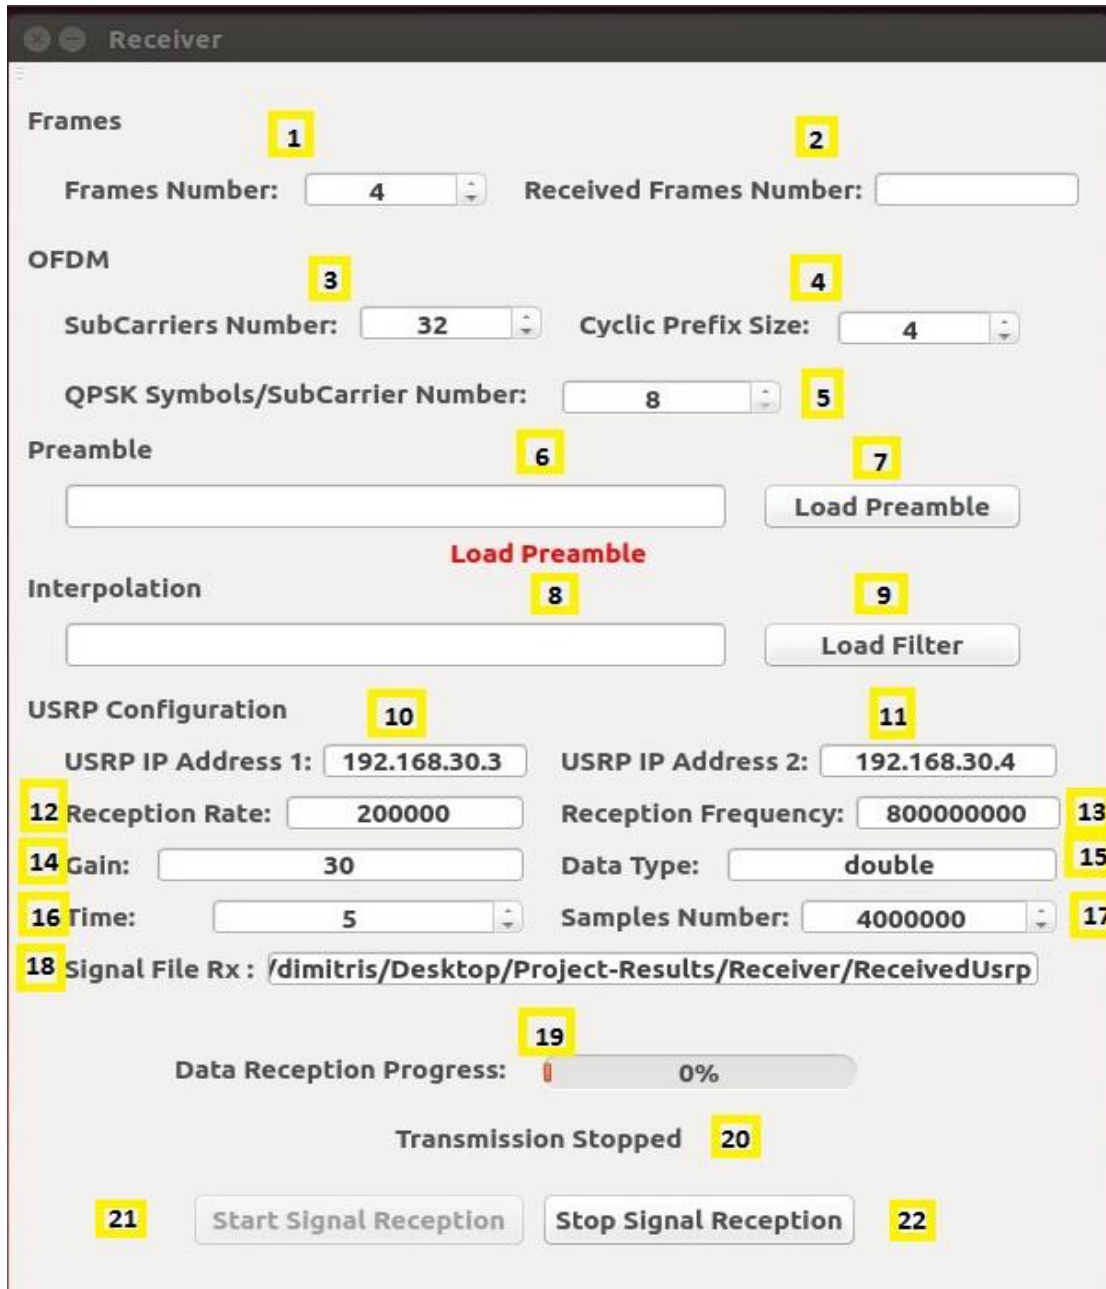 Receiver
Frames
1
2
Frames Number: 4 Received Frames Number:
OFDM
3
4
SubCarriers Number: 32 Cyclic Prefix Size: 4
QPSK Symbols/SubCarrier Number: 8 5
Preamble
6
7
Load Preamble
Load Preamble
Interpolation
8
9
Load Filter
USRP Configuration
10
11
USRP IP Address 1: 192.168.30.3 USRP IP Address 2: 192.168.30.4
12 Reception Rate: 200000 Reception Frequency: 800000000 13
14 Gain: 30 Data Type: double 15
16 Time: 5 Samples Number: 4000000 17
18 Signal File Rx : /dimitris/Desktop/Project-Results/Receiver/ReceivedUsrp
19
Data Reception Progress: 0%
Transmission Stopped 20
21 Start Signal Reception Stop Signal Reception 22